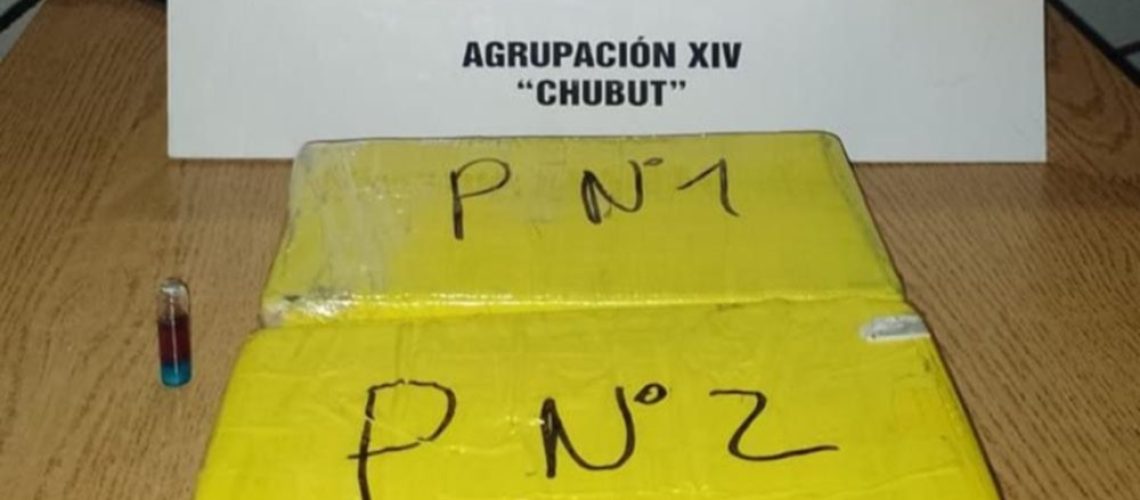 AGRUPACIÓN XIV
“CHUBUT”
P N° 1
P N° 2